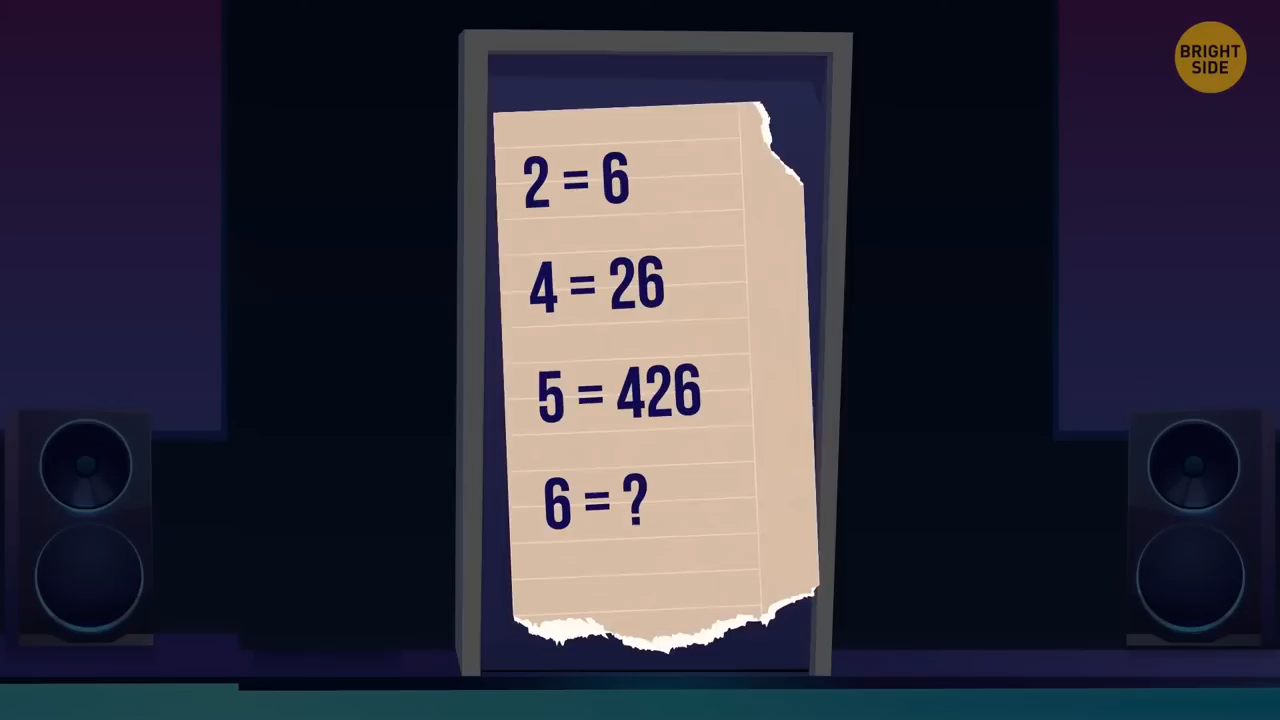 BRIGHT
SIDE
2 = 6
4 = 26
5 = 426
6 = ?